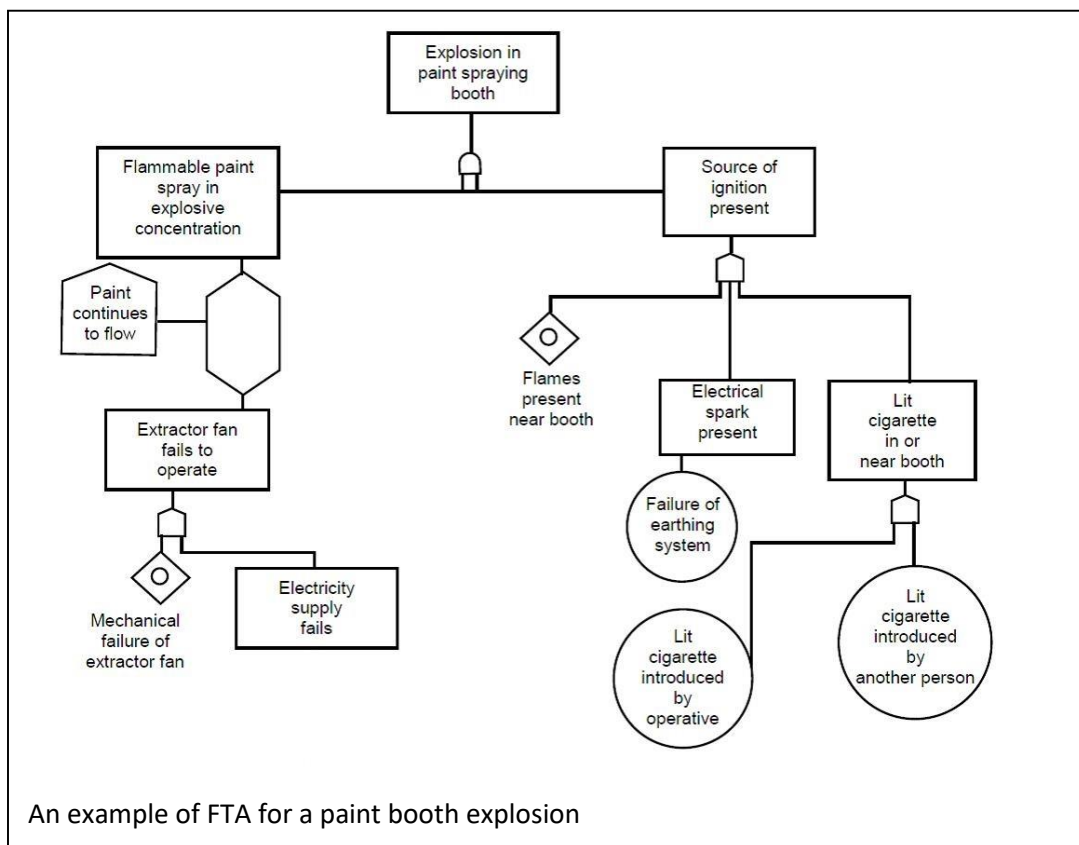 Explosion in
paint spraying
booth
Flammable paint
spray in
explosive
concentration
Source of
ignition
present
Paint
continues
to flow
Flames
present
near booth
Electrical
spark
present
Lit
cigarette
in or
near booth
Extractor fan
fails to
operate
Failure of
earthing
system
Mechanical
failure of
extractor fan
Electricity
supply
fails
Lit
cigarette
introduced
by
operative
Lit
cigarette
introduced
by
another person
An example of FTA for a paint booth explosion